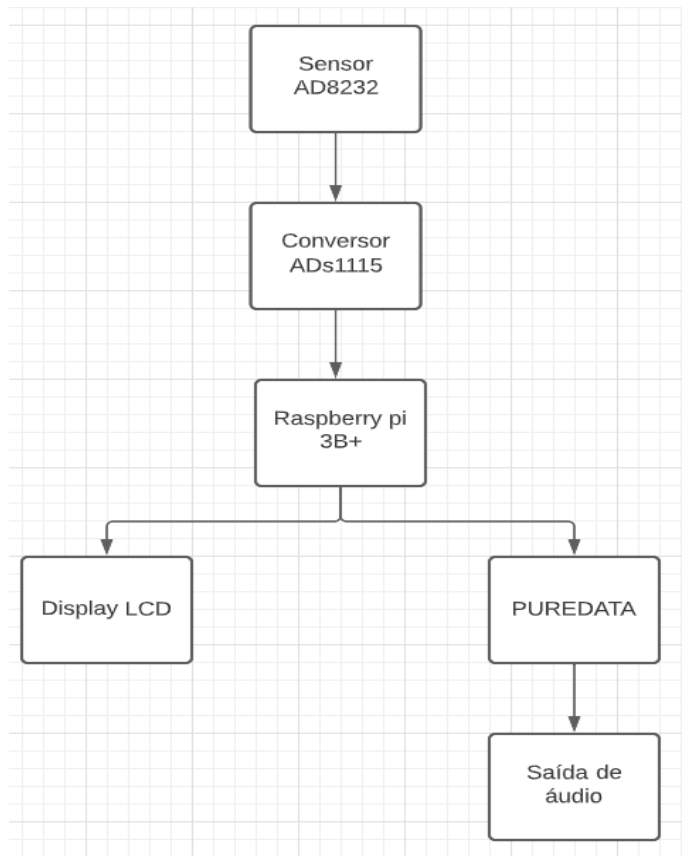 Sensor
AD8232
Conversor
ADs1115
Raspberry pi
3B+
Display LCD
PUREDATA
Saída de
áudio